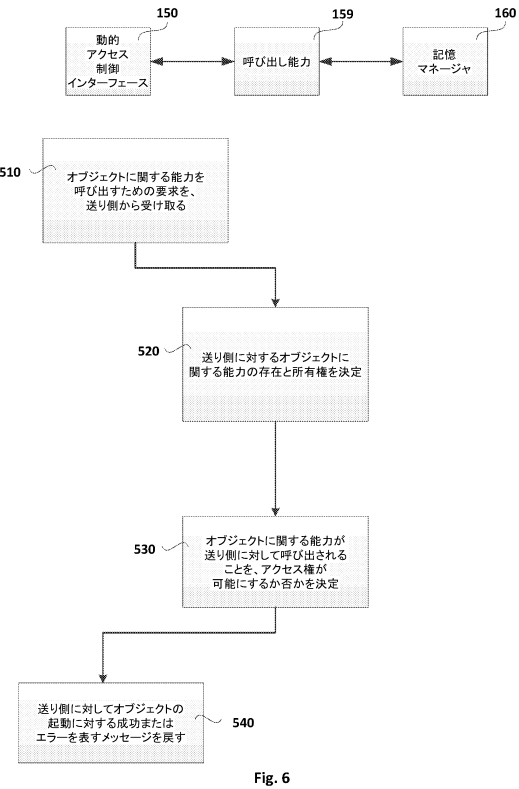 150
動的
アクセス
制御
インターフェース
159
呼び出し能力
160
記憶
マネージャ
510
オブジェクトに関する能力を
呼び出すための要求を、
送り側から受け取る
520
送り側に対するオブジェクトに
関する能力の存在と所有権を決定
530
オブジェクトに関する能力が
送り側に対して呼び出される
ことを、アクセス権が
可能にするか否かを決定
送り側に対してオブジェクトの
起動に対する成功または
エラーを表すメッセージを戻す
540
Fig. 6